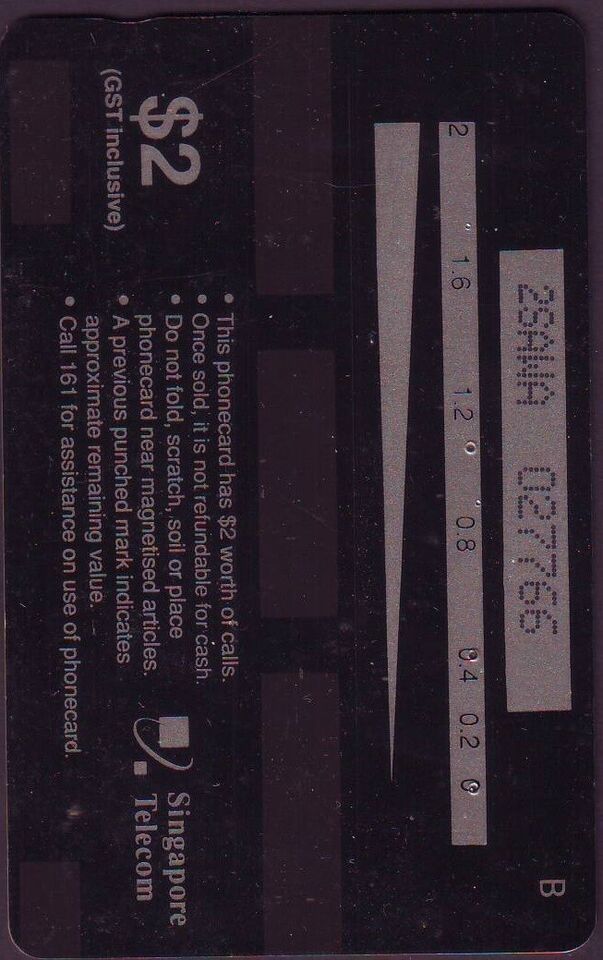 B
2SAWA 027766
2 1.6 1.2 0.8 0.4 0.2 0
$2
(GST inclusive)
• This phonecard has $2 worth of calls.
• Once sold, it is not refundable for cash.
• Do not fold, scratch, soil or place
phonecard near magnetised articles.
• A previous punched mark indicates
approximate remaining value.
• Call 161 for assistance on use of phonecard.
Singapore
Telecom